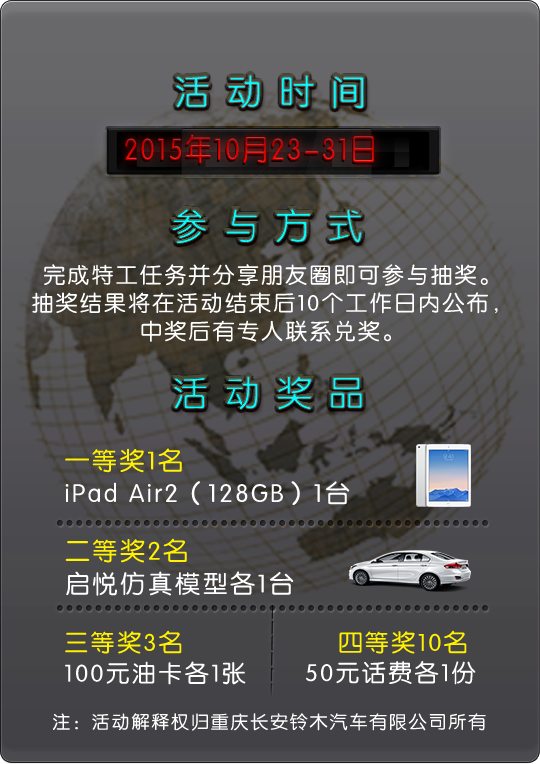 活动时间
2015年10月23-31日
参与方式
完成特工任务并分享朋友圈即可参与抽奖。
抽奖结果将在活动结束后10个工作日内公布，
中奖后有专人联系兑奖。
活动奖品
一等奖1名
iPad Air2（128GB）1台
二等奖2名
启悦仿真模型各1台
三等奖3名
100元油卡各1张
四等奖10名
50元话费各1份
注：活动解释权归重庆长安铃木汽车有限公司所有